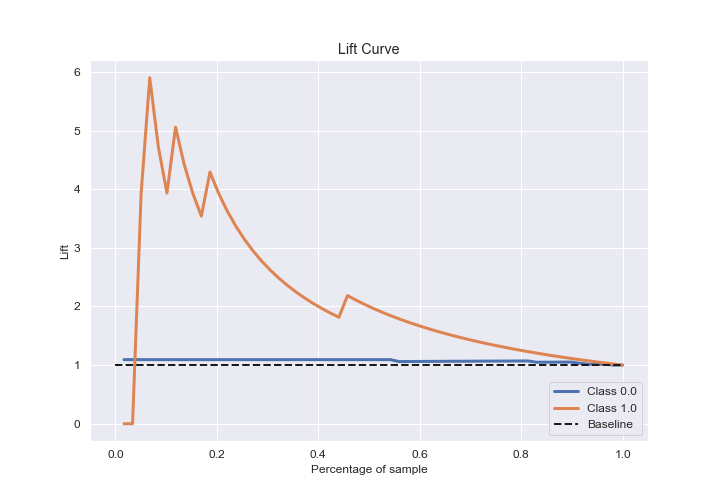 Lift Curve
6
5
4
3
2
1
0
Lift
0.0 0.2 0.4 0.6 0.8 1.0
Percentage of sample
Class 0.0
Class 1.0
Baseline